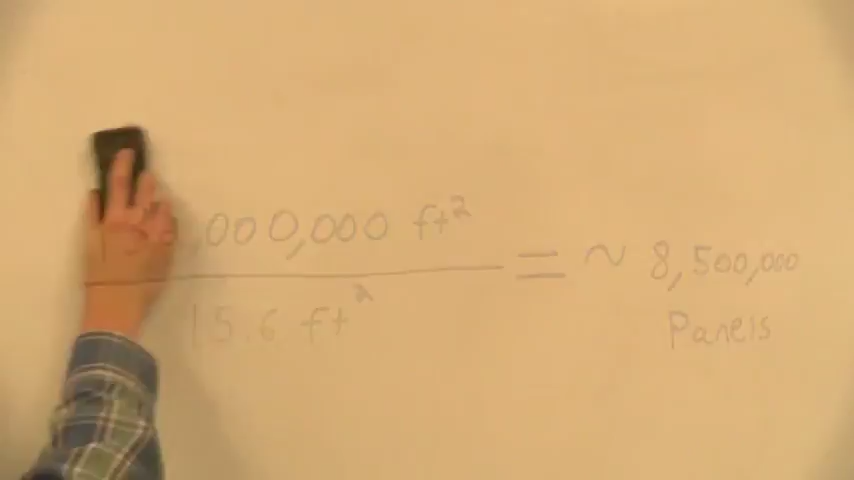 ,000,000 ft²
15.6 ft²
= ~ 8,500,000
Panels